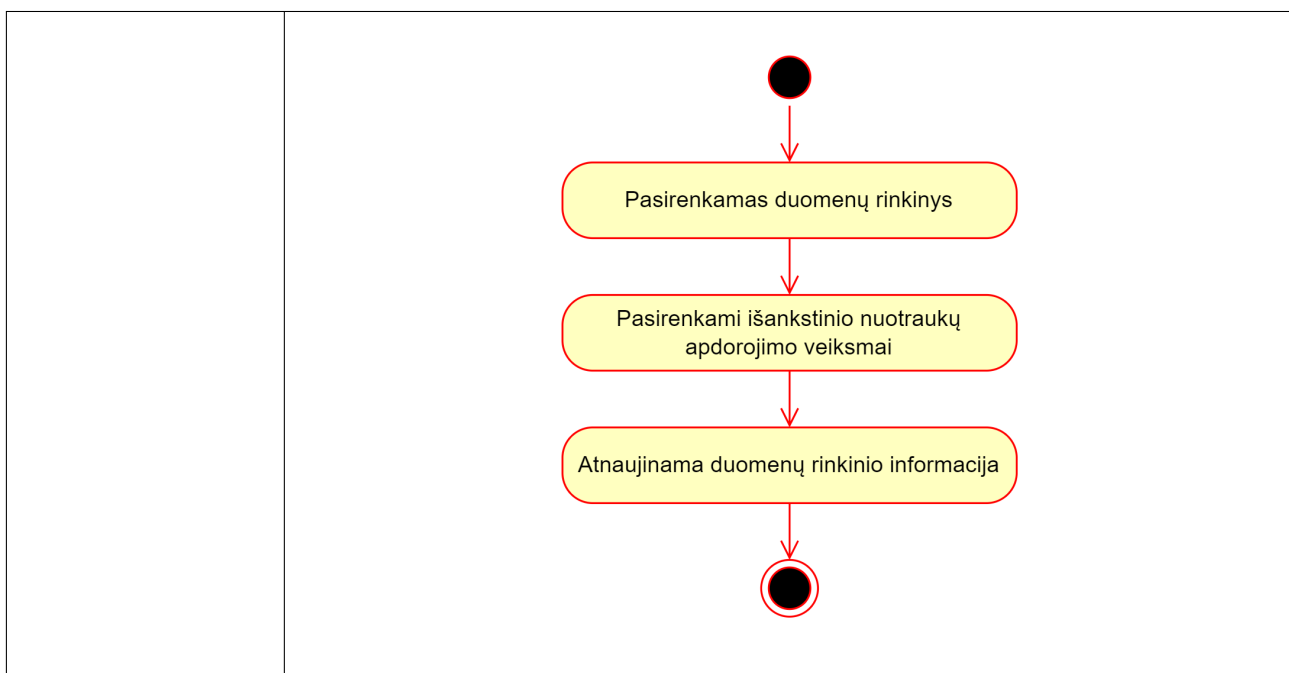 Pasirenkamas duomenų rinkinys
Pasirenkami išankstinio nuotraukų
apdorojimo veiksmai
Atnaujinama duomenų rinkinio informacija